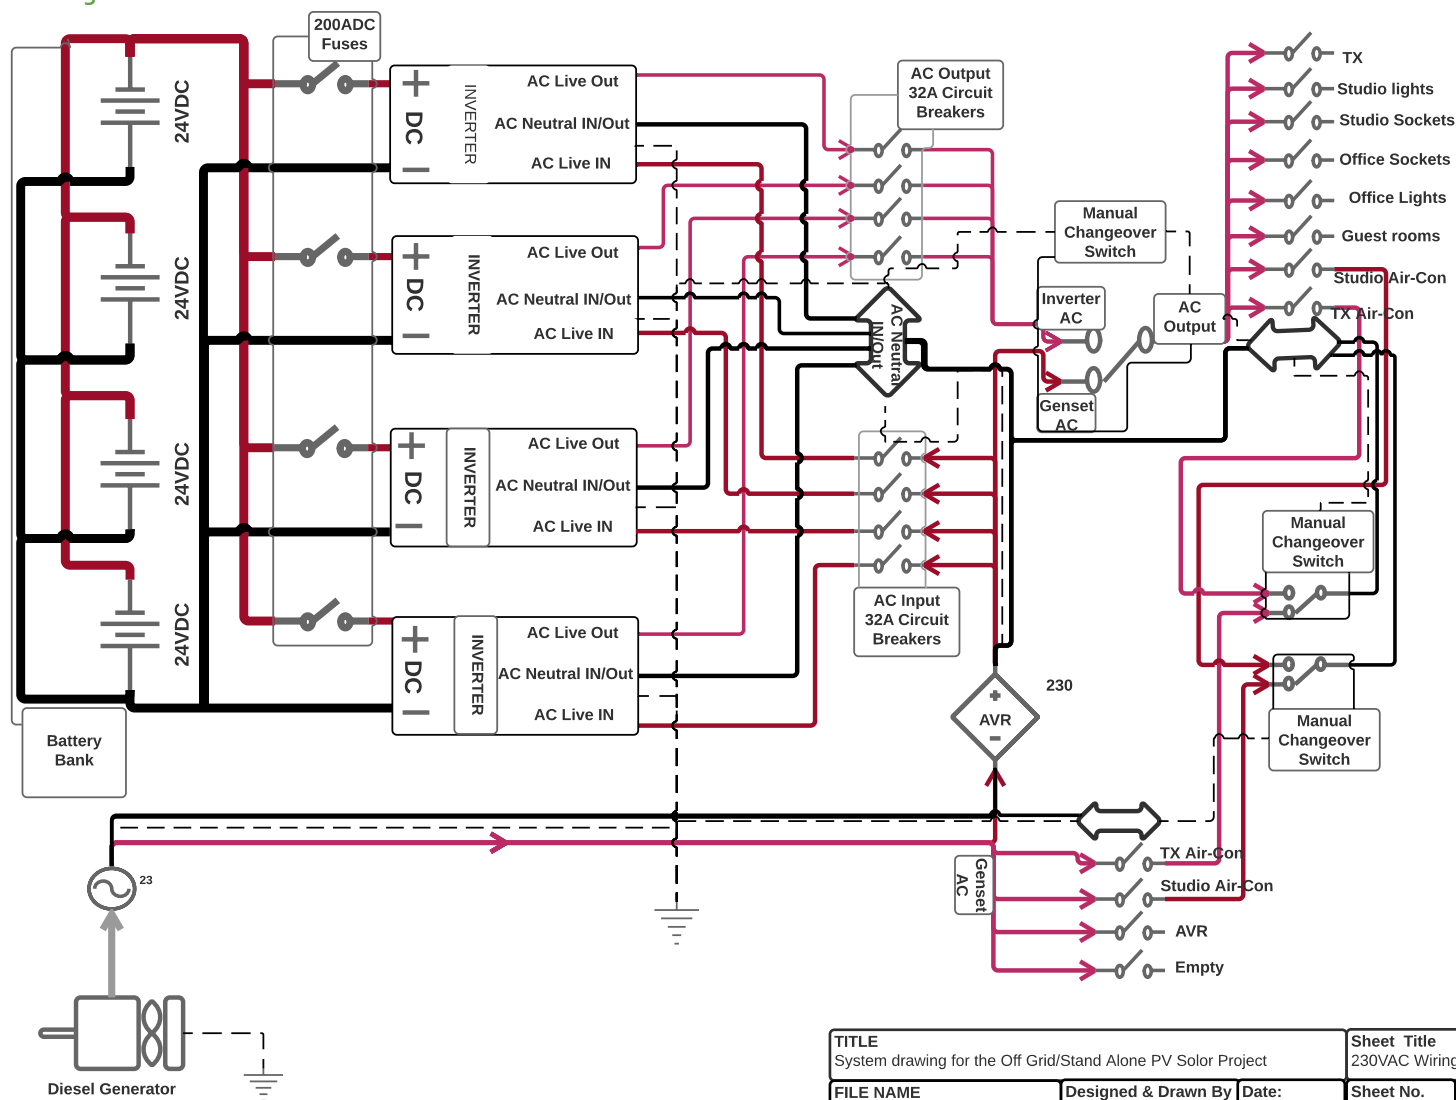 200ADC
Fuses
24VDC
24VDC
24VDC
24VDC
Battery
Bank
DC
INVERTER
AC Live Out
AC Neutral IN/Out
AC Live IN
DC
INVERTER
AC Live Out
AC Neutral IN/Out
AC Live IN
DC
INVERTER
AC Live Out
AC Neutral IN/Out
AC Live IN
DC
INVERTER
AC Live Out
AC Neutral IN/Out
AC Live IN
AC Output
32A Circuit
Breakers
AC Neutral
IN/Out
AC Input
32A Circuit
Breakers
Manual
Changeover
Switch
Inverter
AC
AC
Output
Genset
AC
TX
Studio lights
Studio Sockets
Office Sockets
Office Lights
Guest rooms
Studio Air-Con
TX Air-Con
Manual
Changeover
Switch
Manual
Changeover
Switch
230
AVR
Genset
AC
TX Air-Con
Studio Air-Con
AVR
Empty
23
Diesel Generator
TITLE
System drawing for the Off Grid/Stand Alone PV Solor Project
Sheet Title
230VAC Wiring
FILE NAME
Designed & Drawn By
Date:
Sheet No.